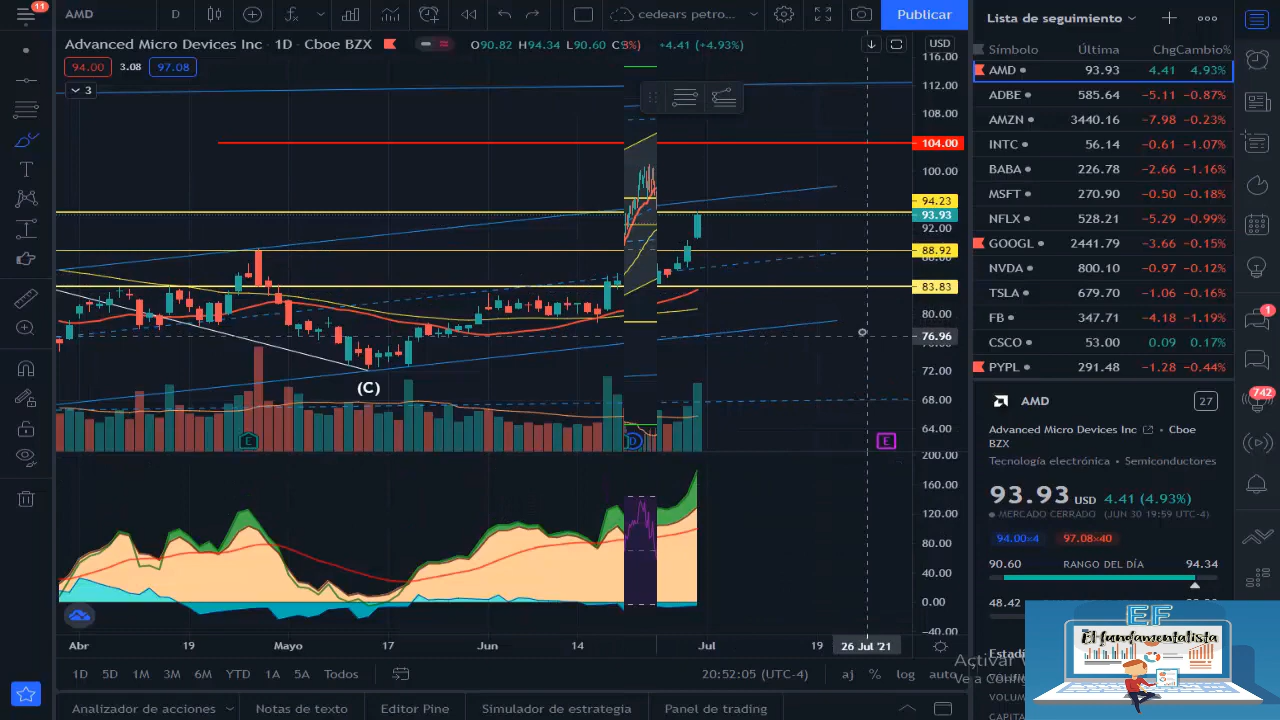 11
AMD
D
cedears petro...
Publicar
Lista de seguimiento
Advanced Micro Devices Inc • 1D • Cboe BZX
O90.82 H94.34 L90.60 C
3%) +4.41 (+4.93%)
USD
94.00 3.08 97.08
3
116.00
112.00
108.00
104.00
100.00
94.23
93.93
92.00
88.92
88.00
83.83
80.00
76.96
72.00
68.00
64.00
200.00
160.00
120.00
80.00
40.00
0.00
−40.00
(C)
E
D
E
Abr
19
Mayo
17
Jun
14
Jul
19
26 Jul '21
1D 5D 1M 3M 6M YTD 1A 5A Todos
20:52:05 (UTC-4)
aj % log auto
Analizador de acciones
Notas de texto
Editor Pine
Simulador de estrategia
Panel de trading
Símbolo Última Chg Cambio%
AMD 93.93 4.41 4.93%
ADBE 585.64 −5.11 −0.87%
AMZN 3440.16 −7.98 −0.23%
INTC 56.14 −0.61 −1.07%
BABA 226.78 −2.66 −1.16%
MSFT 270.90 −0.50 −0.18%
NFLX 528.21 −5.29 −0.99%
GOOGL 2441.79 −3.66 −0.15%
NVDA 800.10 −0.97 −0.12%
TSLA 679.70 −1.06 −0.16%
FB 347.71 −4.18 −1.19%
CSCO 53.00 0.09 0.17%
PYPL 291.48 −1.28 −0.44%
AMD
27
Advanced Micro Devices Inc • Cboe
BZX
Tecnología electrónica • Semiconductores
93.93 USD 4.41 (4.93%)
MERCADO CERRADO (JUN 30 19:59 UTC-4)
94.00×4 97.08×40
90.60 RANGO DEL DÍA 94.34
48.42
1
742
EF
El fundamentalista
Activar